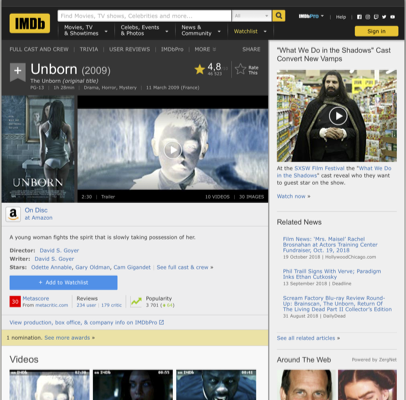 IMDb
Find Movies, TV shows, Celebrities and more...
All
IMDbPro
Help
Movies, TV
& Showtimes
Celebs, Events
& Photos
News &
Community
Watchlist
Sign in
FULL CAST AND CREW | TRIVIA | USER REVIEWS | IMDbPro | MORE
SHARE
Unborn (2009)
The Unborn (original title)
PG-13 | 1h 28min | Drama, Horror, Mystery | 11 March 2009 (France)
4,8
Rate
This
UNBORN
2:30 | Trailer
10 VIDEOS | 30 IMAGES
On Disc
at Amazon
A young woman fights the spirit that is slowly taking possession of her.
Director: David S. Goyer
Writer: David S. Goyer
Stars: Odette Annable, Gary Oldman, Cam Gigandet | See full cast & crew »
+ Add to Watchlist
30
Metascore
From metacritic.com
Reviews
234 user | 179 critic
Popularity
View production, box office, & company info on IMDbPro
1 nomination. See more awards »
Videos
"What We Do in the Shadows" Cast
Convert New Vamps
At the SXSW Film Festival the "What We
Do in the Shadows" cast reveal who they want
to guest star on the show.
Watch now »
Related News
Film News: 'Mrs. Maisel' Rachel
Brosnahan at Actors Training Center
Fundraiser, Oct. 19, 2018
19 October 2018 | HollywoodChicago.com
Phil Trail Signs With Verve; Paradigm
Inks Ethan Cutkosky
13 September 2018 | Deadline
Scream Factory Blu-ray Review Round-
Up: Brainscan, The Unborn, Return Of
The Living Dead Part II Collector's Edition
31 August 2018 | DailyDead
See all related articles »
Around The Web
Powered by ZergNet